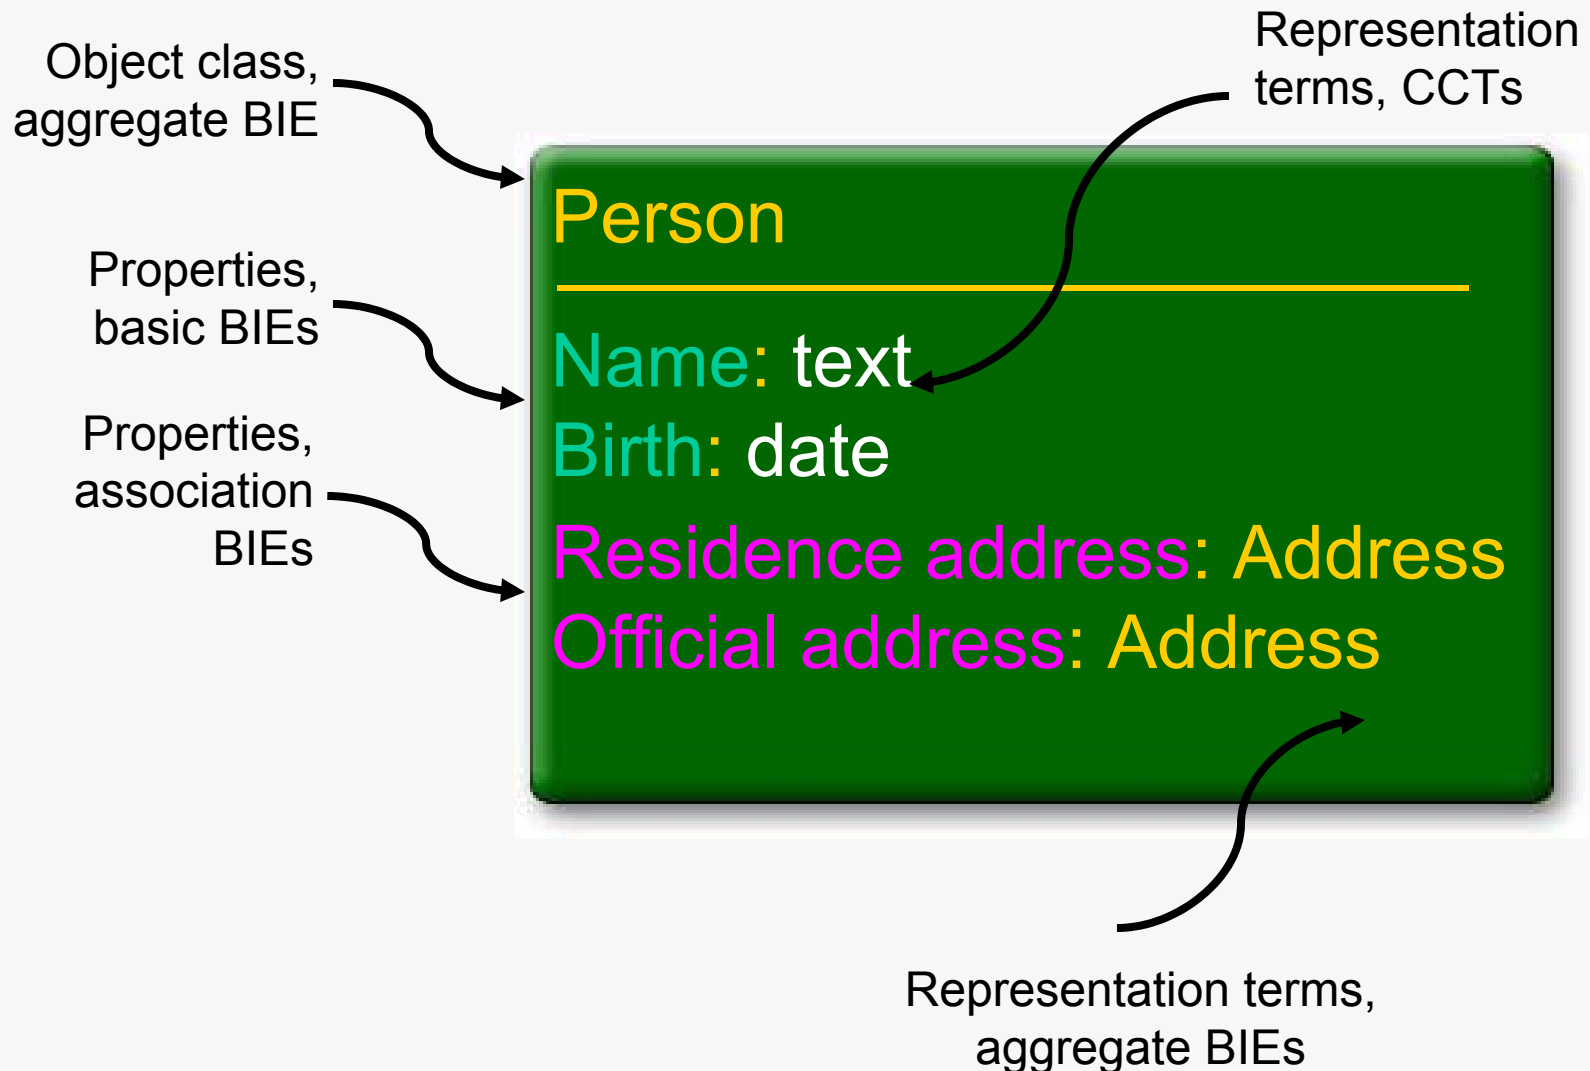 Object class,
aggregate BIE
Representation
terms, CCTs
Person
Properties,
basic BIEs
Name: text
Birth: date
Properties,
association
BIEs
Residence address: Address
Official address: Address
Representation terms,
aggregate BIEs